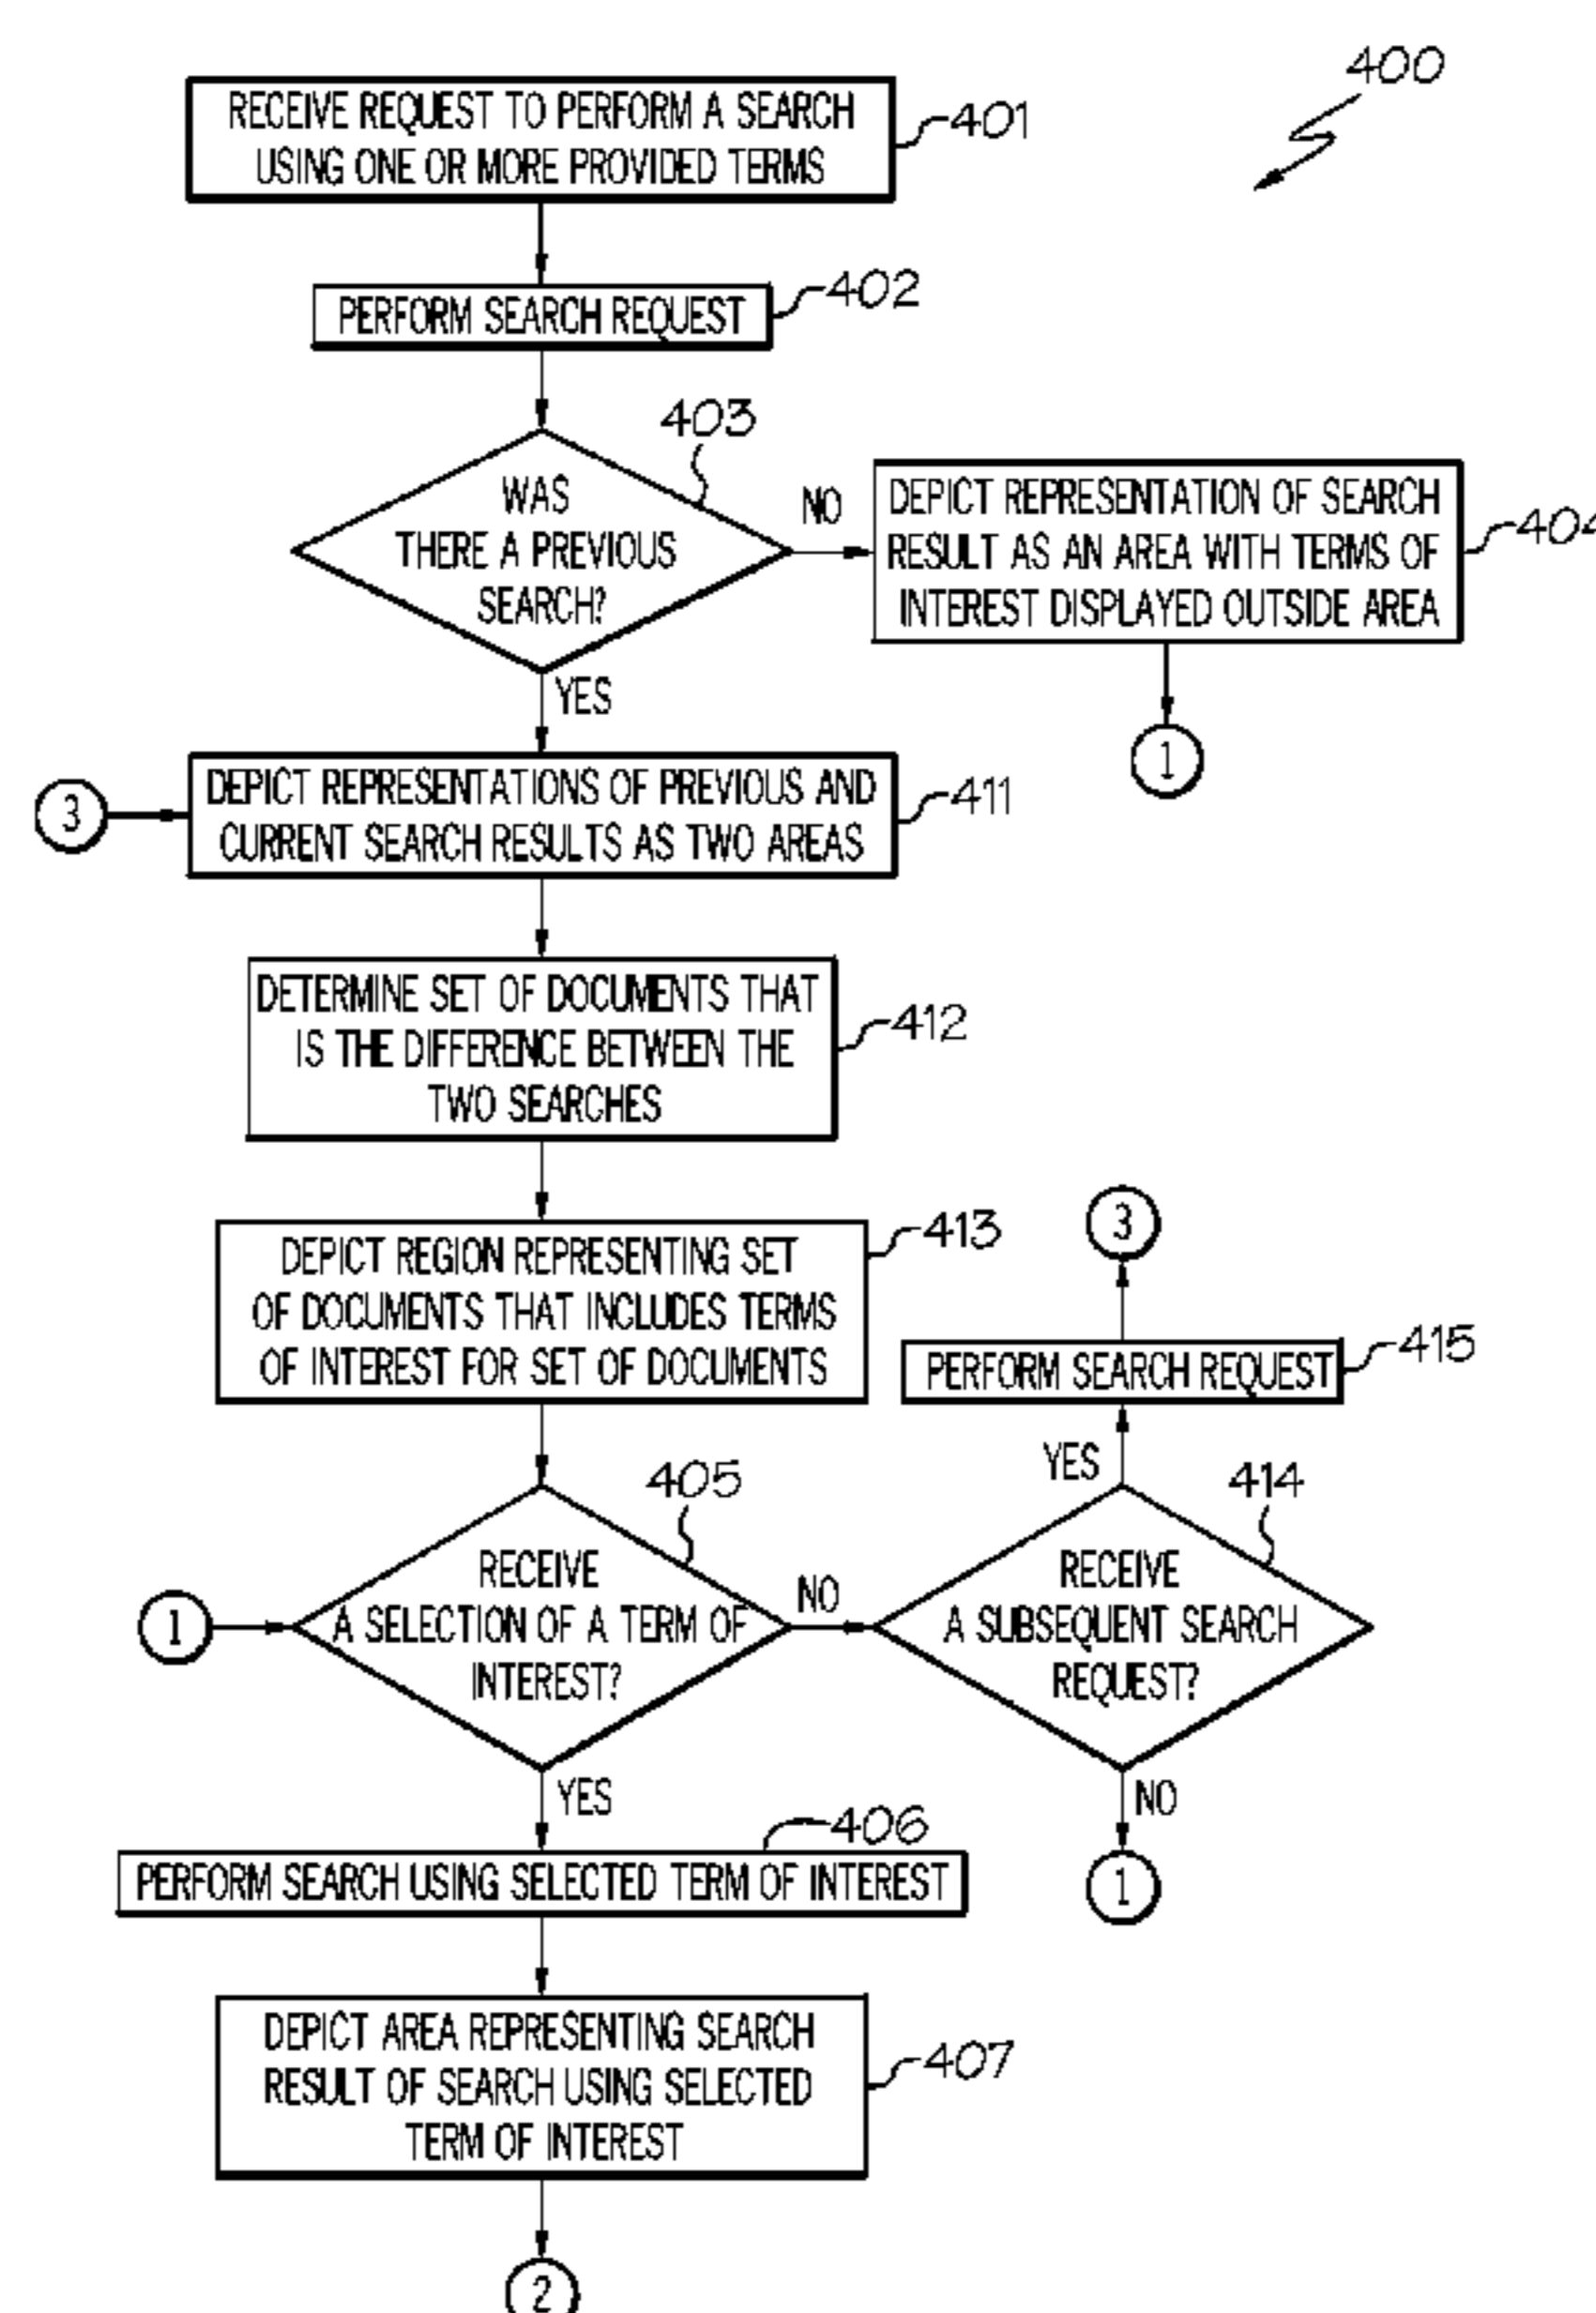 400
RECEIVE REQUEST TO PERFORM A SEARCH
USING ONE OR MORE PROVIDED TERMS
401
PERFORM SEARCH REQUEST
402
403
WAS
THERE A PREVIOUS
SEARCH?
NO
DEPICT REPRESENTATION OF SEARCH
RESULT AS AN AREA WITH TERMS OF
INTEREST DISPLAYED OUTSIDE AREA
404
1
YES
3
DEPICT REPRESENTATIONS OF PREVIOUS AND
CURRENT SEARCH RESULTS AS TWO AREAS
411
DETERMINE SET OF DOCUMENTS THAT
IS THE DIFFERENCE BETWEEN THE
TWO SEARCHES
412
DEPICT REGION REPRESENTING SET
OF DOCUMENTS THAT INCLUDES TERMS
OF INTEREST FOR SET OF DOCUMENTS
413
3
PERFORM SEARCH REQUEST
415
YES
405
1
RECEIVE
A SELECTION OF A TERM OF
INTEREST?
NO
414
RECEIVE
A SUBSEQUENT SEARCH
REQUEST?
YES
NO
1
406
PERFORM SEARCH USING SELECTED TERM OF INTEREST
DEPICT AREA REPRESENTING SEARCH
RESULT OF SEARCH USING SELECTED
TERM OF INTEREST
407
2